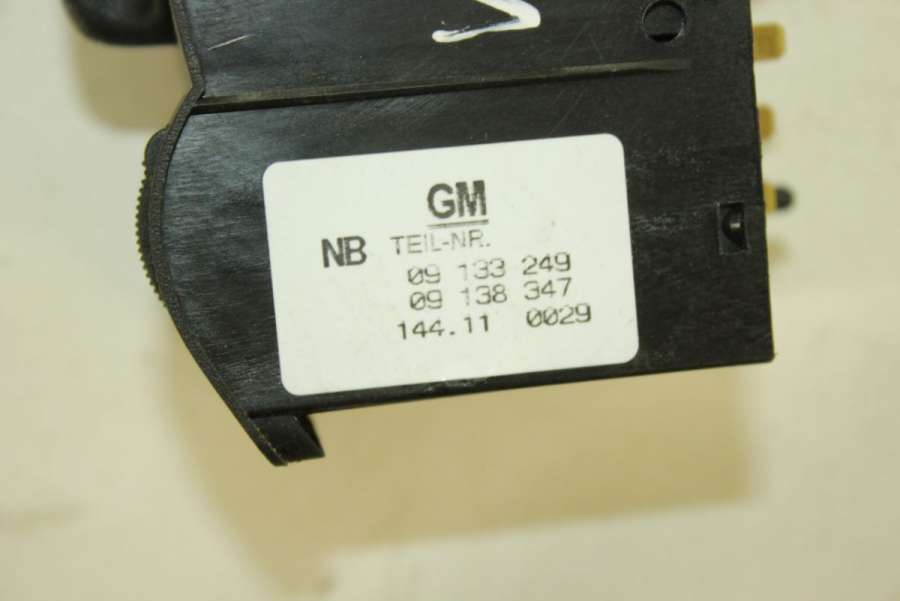 GM
NB TEIL-NR.
09 133 249
09 138 347
144.11 0029